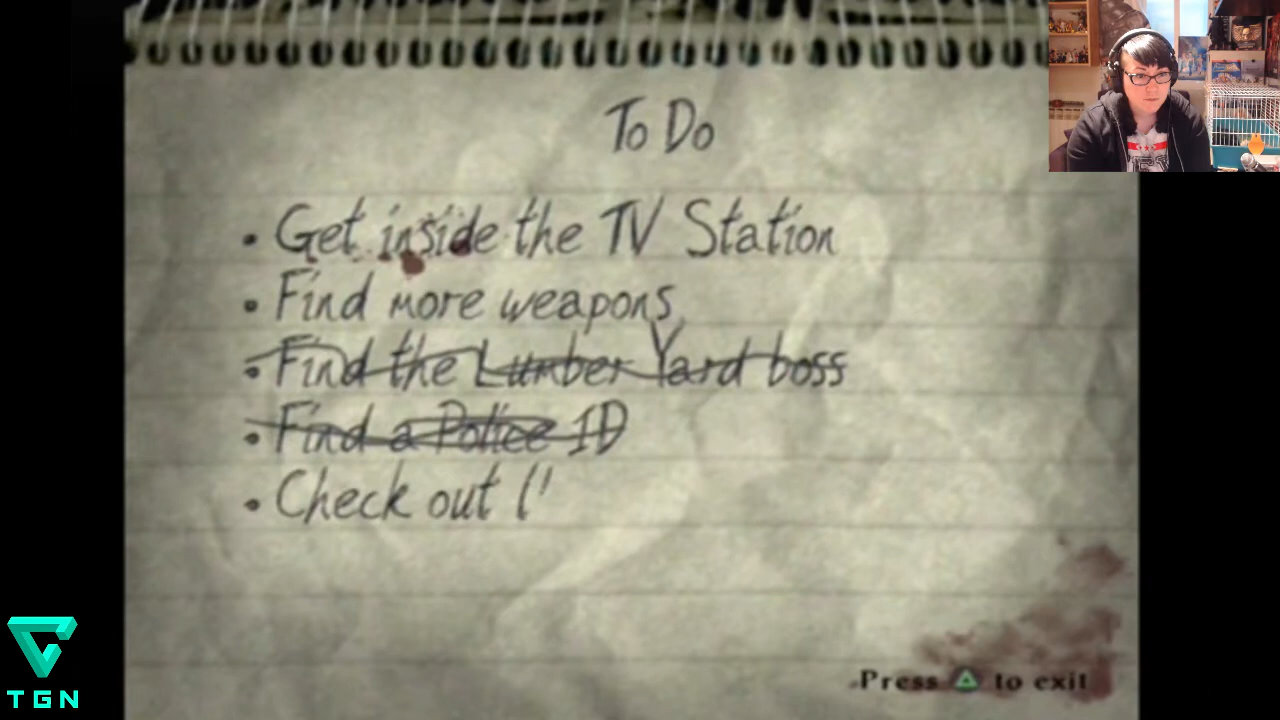 To Do
• Get inside the TV Station
• Find more weapons
• Find the Lumber Yard boss
• Find a Police ID
• Check out
Press to exit
TGN